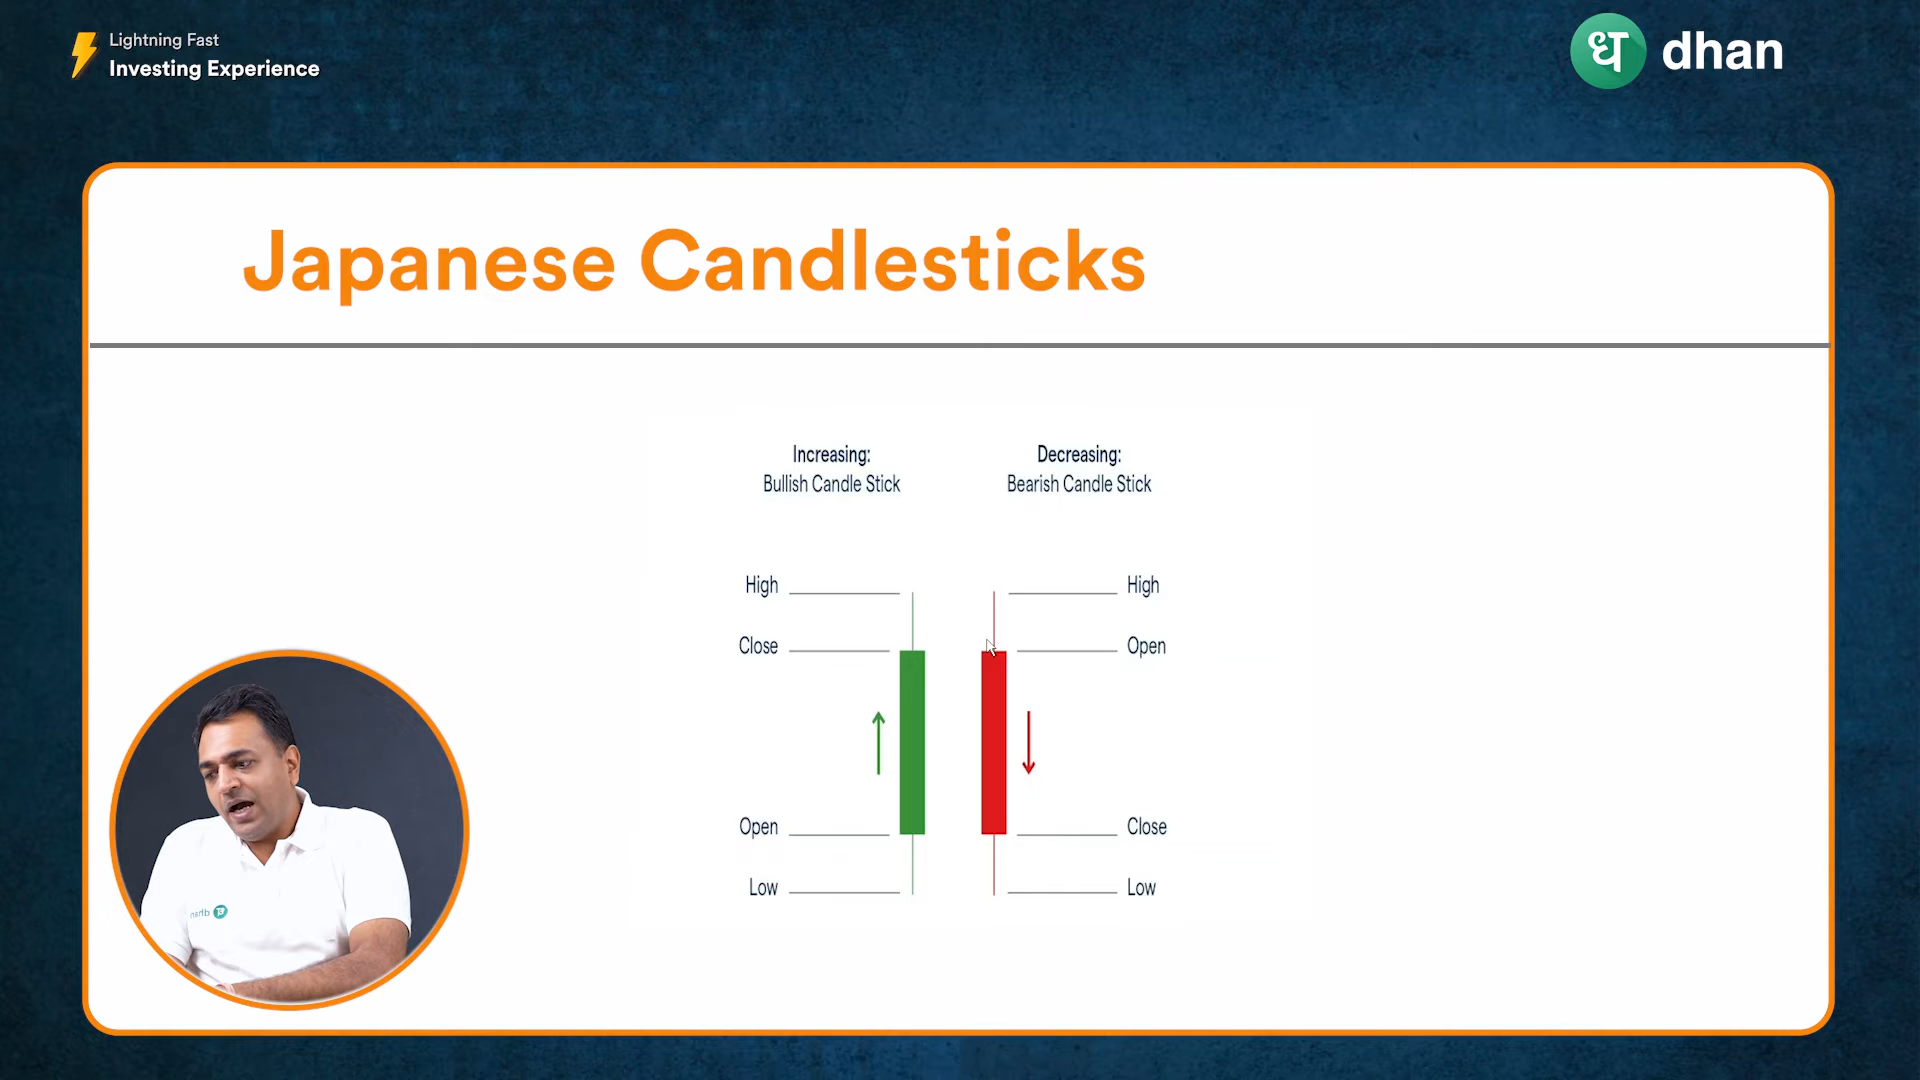 Lightning Fast
Investing Experience
ध dhan
Japanese Candlesticks
Increasing:
Bullish Candle Stick
Decreasing:
Bearish Candle Stick
High
Close
Open
Low
High
Open
Close
Low
dhan ध